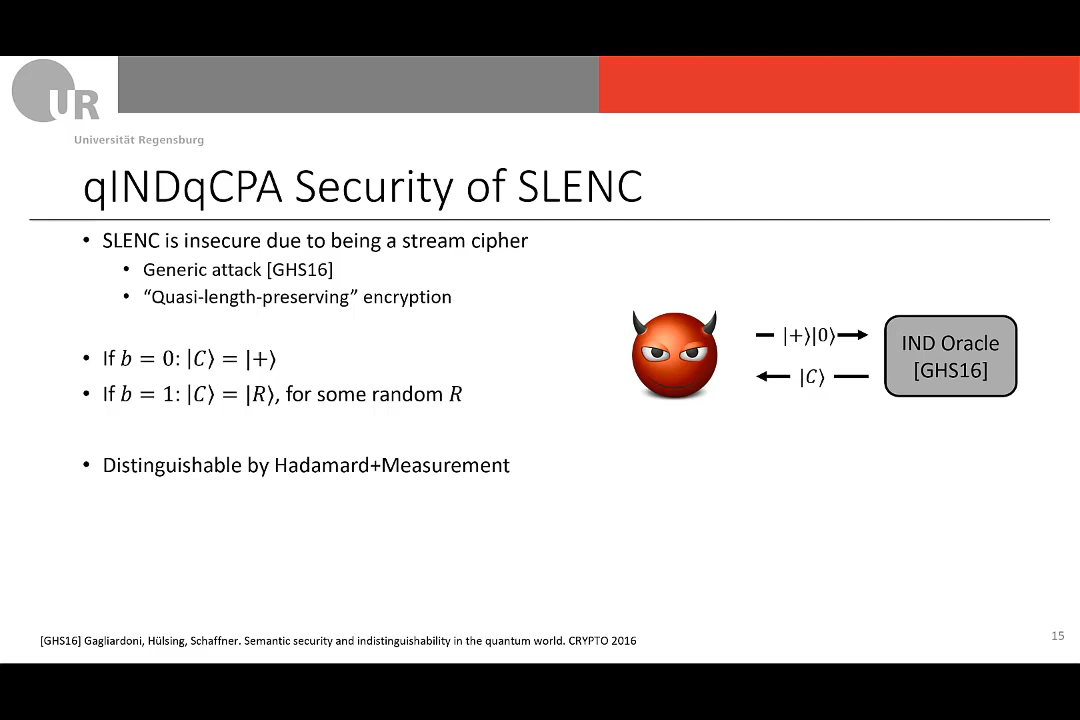 UR
Universität Regensburg
qINDqCPA Security of SLENC
• SLENC is insecure due to being a stream cipher
• Generic attack [GHS16]
• “Quasi-length-preserving” encryption
• If 𝑏 = 0: |𝐶⟩ = |+⟩
• If 𝑏 = 1: |𝐶⟩ = |𝑅⟩, for some random 𝑅
• Distinguishable by Hadamard+Measurement
|+⟩|0⟩
|𝐶⟩
IND Oracle
[GHS16]
[GHS16] Gagliardoni, Hülsing, Schaffner. Semantic security and indistinguishability in the quantum world. CRYPTO 2016
15